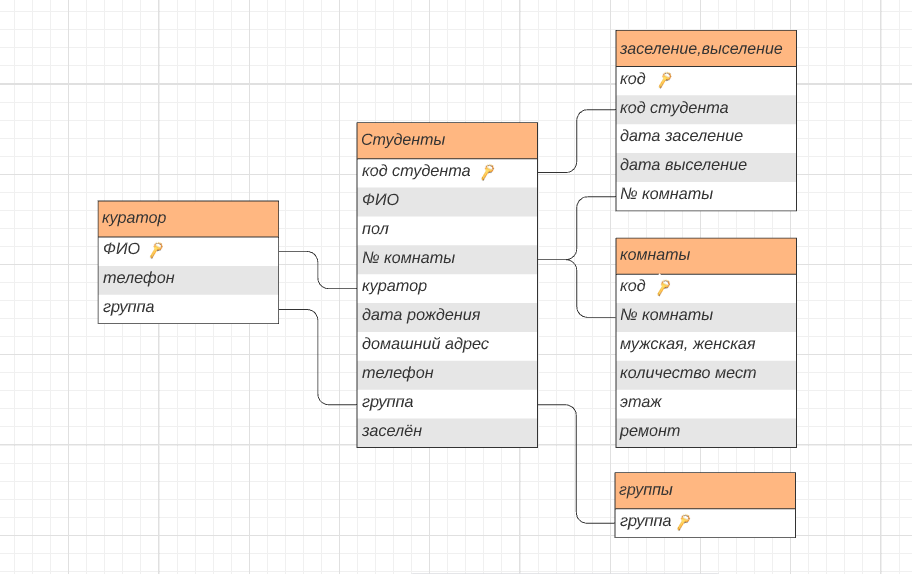 куратор
ФИО
телефон
группа
Студенты
код студента
ФИО
пол
№ комнаты
куратор
дата рождения
домашний адрес
телефон
группа
заселён
заселение,выселение
код
код студента
дата заселение
дата выселение
№ комнаты
комнаты
код
№ комнаты
мужская, женская
количество мест
этаж
ремонт
группы
группа